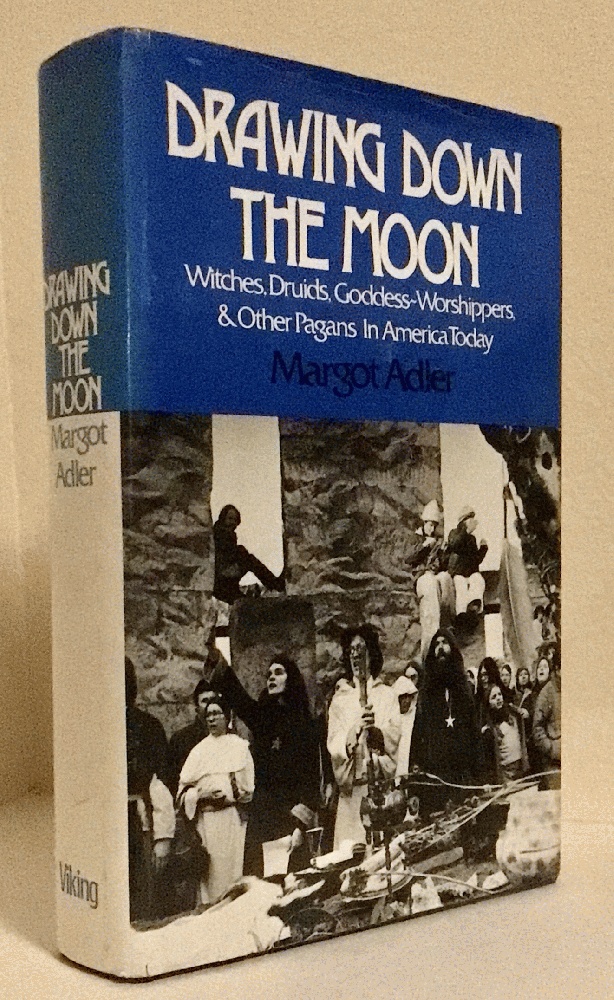 DRAWING DOWN
THE MOON
Witches, Druids, Goddess-Worshippers,
& Other Pagans In America Today
Margot Adler
DRAWING
DOWN
THE
MOON
Margot
Adler
Viking